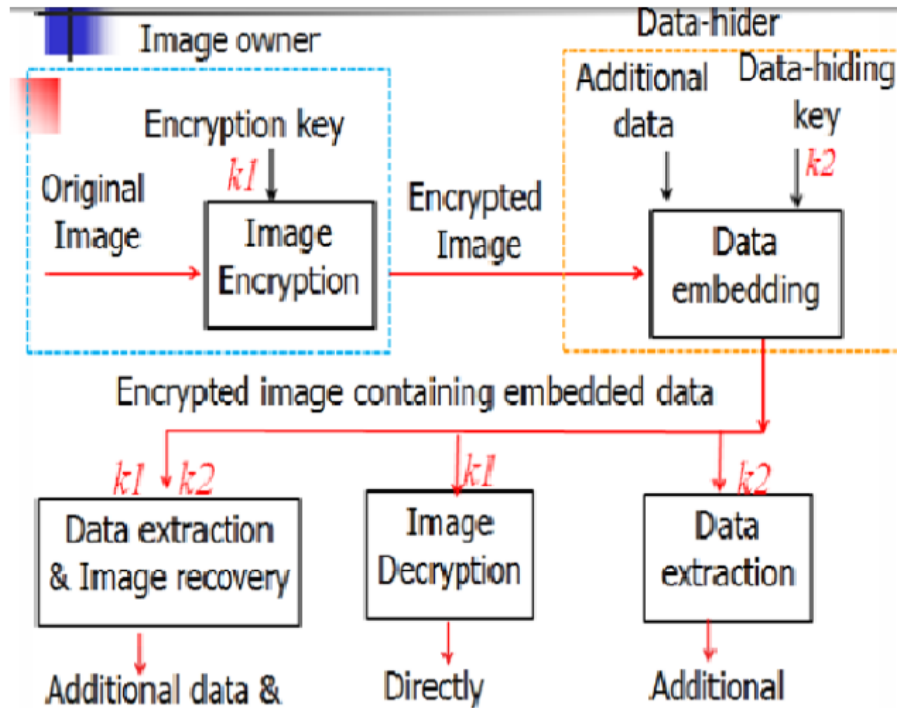 Image owner
Data-hider
Additional
data
Data-hiding
key
Encryption key
k1
k2
Original
Image
Image
Encryption
Encrypted
Image
Data
embedding
Encrypted image containing embedded data
k1 k2
k1
k2
Data extraction
& Image recovery
Image
Decryption
Data
extraction
Additional data &
Directly
Additional